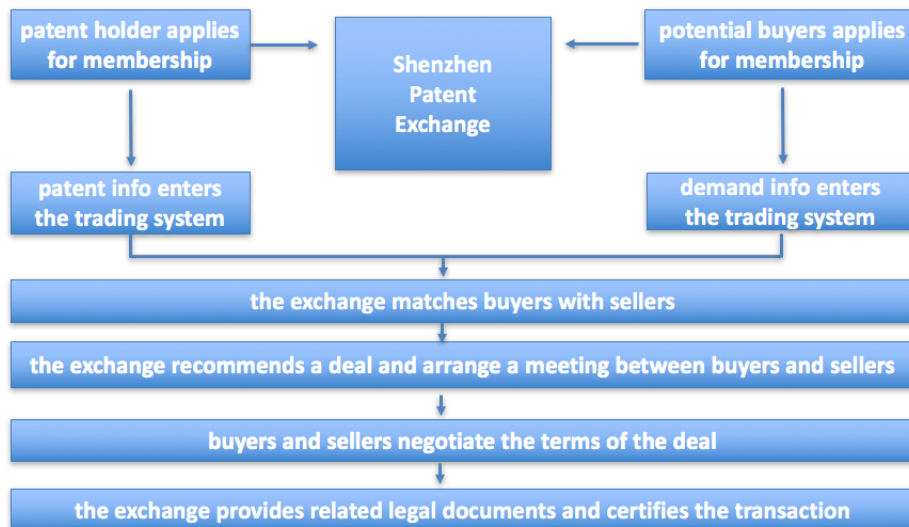 patent holder applies
for membership
Shenzhen
Patent
Exchange
potential buyers applies
for membership
patent info enters
the trading system
demand info enters
the trading system
the exchange matches buyers with sellers
the exchange recommends a deal and arrange a meeting between buyers and sellers
buyers and sellers negotiate the terms of the deal
the exchange provides related legal documents and certifies the transaction